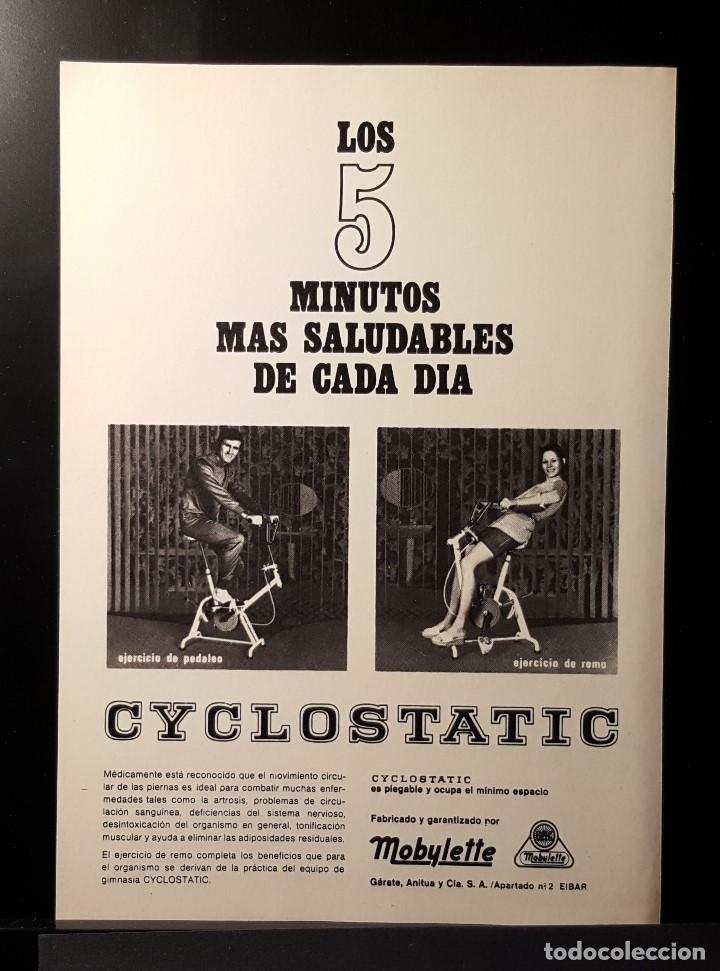 LOS
5
MINUTOS
MAS SALUDABLES
DE CADA DIA
ejercicio de pedaleo
ejercicio de remo
CYCLOSTATIC
Médicamente está reconocido que el movimiento circu-
lar de las piernas es ideal para combatir muchas enfer-
medades tales como la artrosis, problemas de circu-
lación sanguinea, deficiencias del sistema nervioso,
desintoxicación del organismo en general, tonificación
muscular y ayuda a eliminar las adiposidades residuales.
El ejercicio de remo completa los beneficios que para
el organismo se derivan de la práctica del equipo de
gimnasia CYCLOSTATIC.
CYCLOSTATIC
es plegable y ocupa el mínimo espacio
Fabricado y garantizado por
Mobylette
GAC
Mobylette
Gárate, Anitua y Cía. S. A. /Apartado n.º 2 EIBAR
todocoleccion